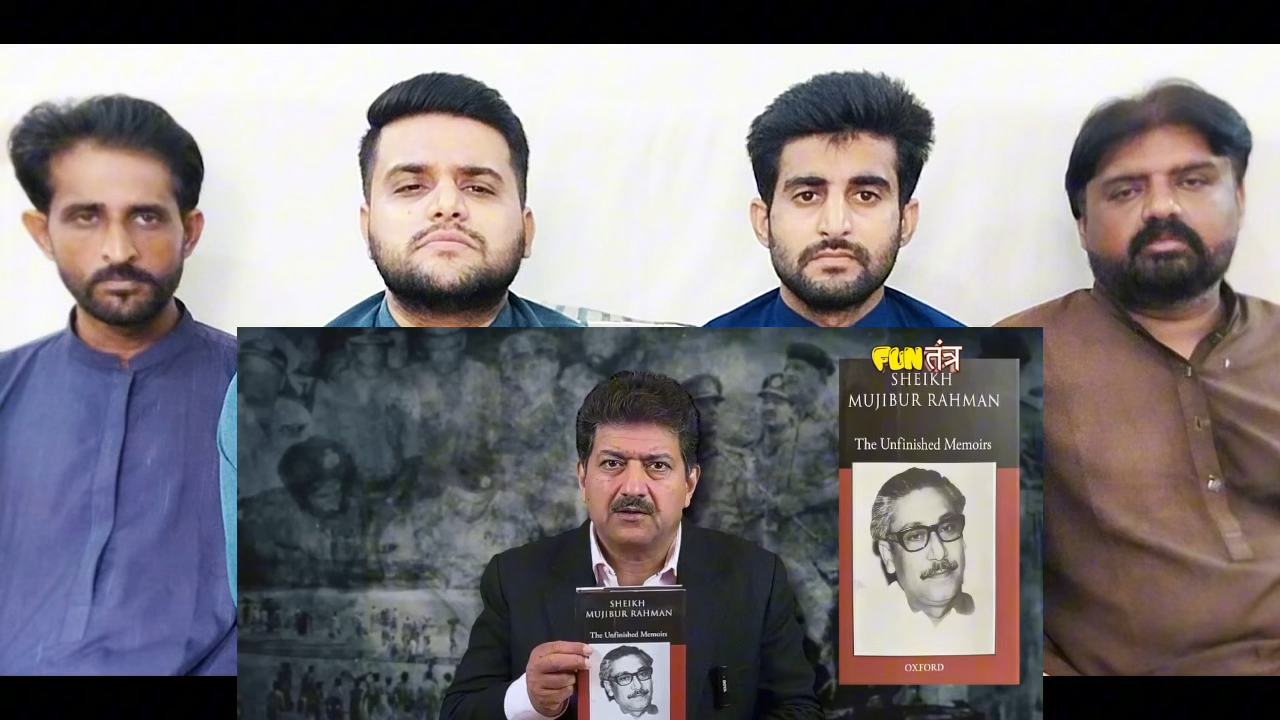 FUNतंत्र
SHEIKH
MUJIBUR RAHMAN
The Unfinished Memoirs
OXFORD
SHEIKH
MUJIBUR RAHMAN
The Unfinished Memoirs